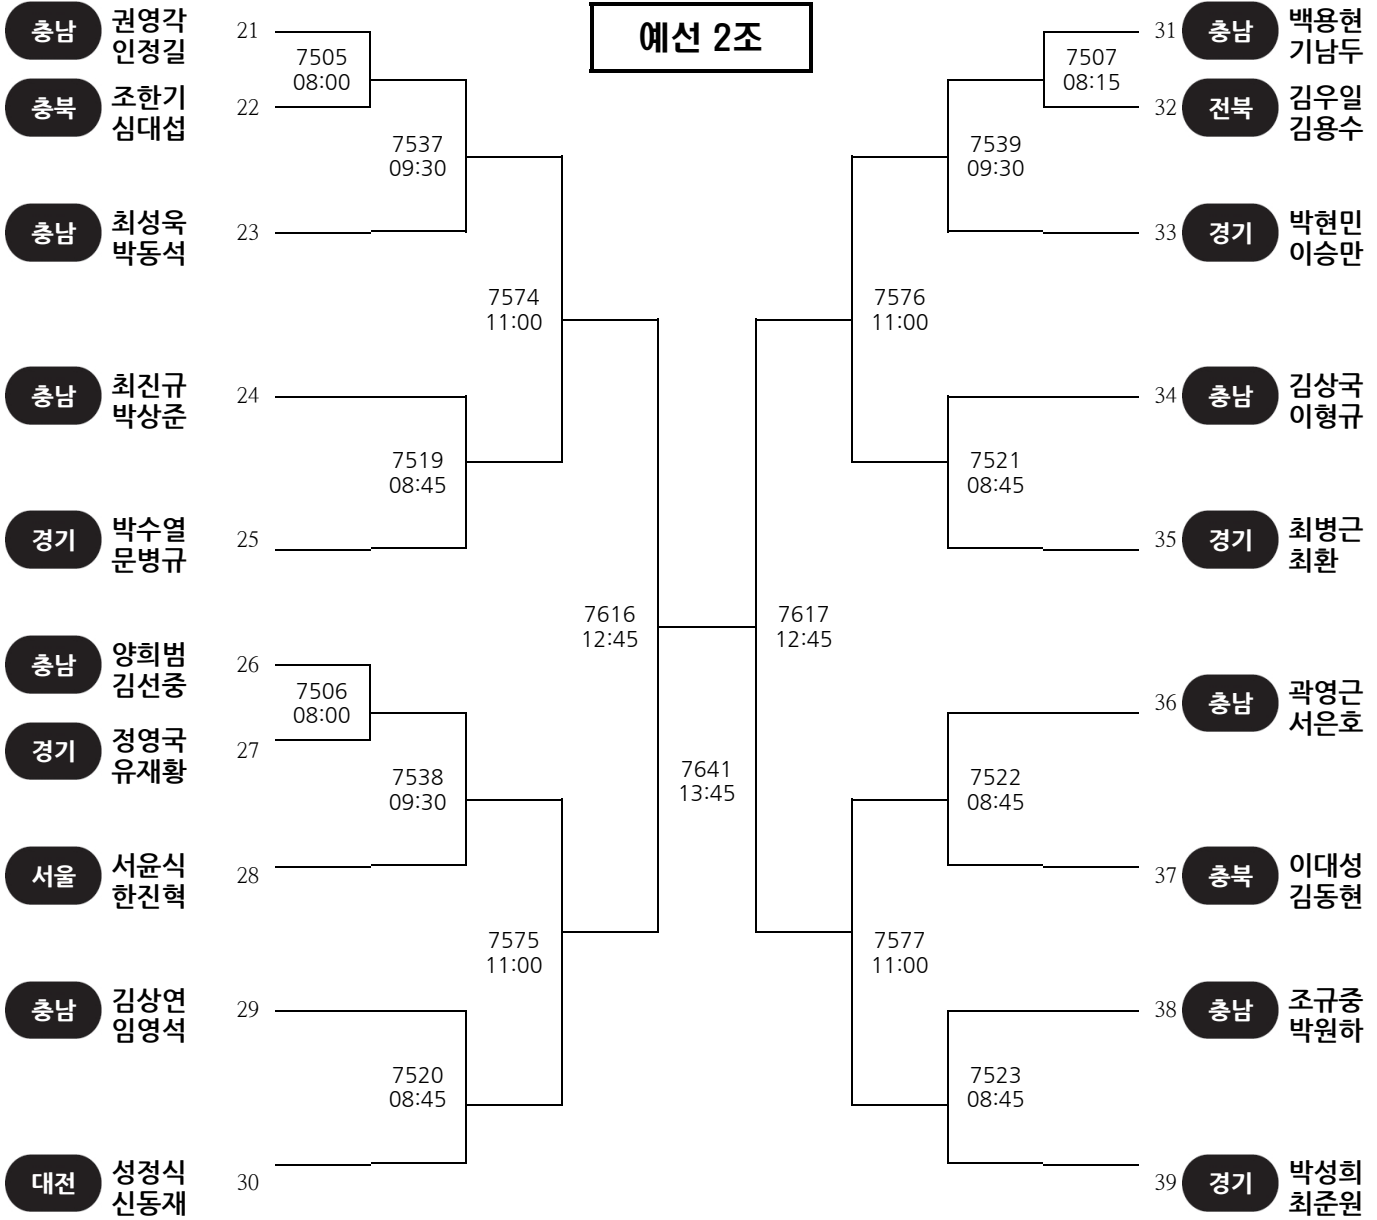 예선 2조
충남
권영각
인정길
21
7505
08:00
충북
조한기
심대섭
22
7537
09:30
충남
최성욱
박동석
23
7574
11:00
충남
최진규
박상준
24
7519
08:45
경기
박수열
문병규
25
7616
12:45
충남
양희범
김선중
26
7506
08:00
경기
정영국
유재황
27
7538
09:30
서울
서윤식
한진혁
28
7575
11:00
충남
김상연
임영석
29
7520
08:45
대전
성정식
신동재
30
7641
13:45
31
충남
백용현
기남두
7507
08:15
32
전북
김우일
김용수
7539
09:30
33
경기
박현민
이승만
7576
11:00
34
충남
김상국
이형규
7521
08:45
35
경기
최병근
최환
7617
12:45
36
충남
곽영근
서은호
7522
08:45
37
충북
이대성
김동현
7577
11:00
38
충남
조규중
박원하
7523
08:45
39
경기
박성희
최준원